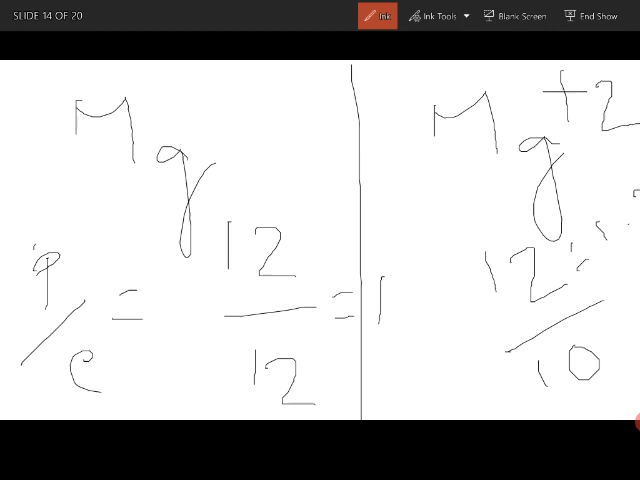 SLIDE 14 OF 20
Ink
Ink Tools
Blank Screen
End Show
Mg
p/e = 12/12 = 1
Mg +2
12/10